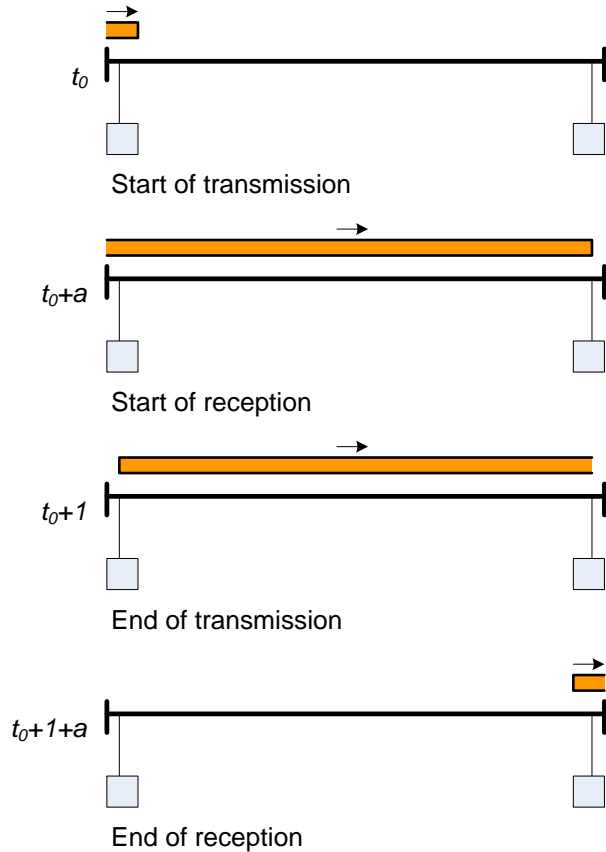 t0
Start of transmission
t0+a
Start of reception
t0+1
End of transmission
t0+1+a
End of reception